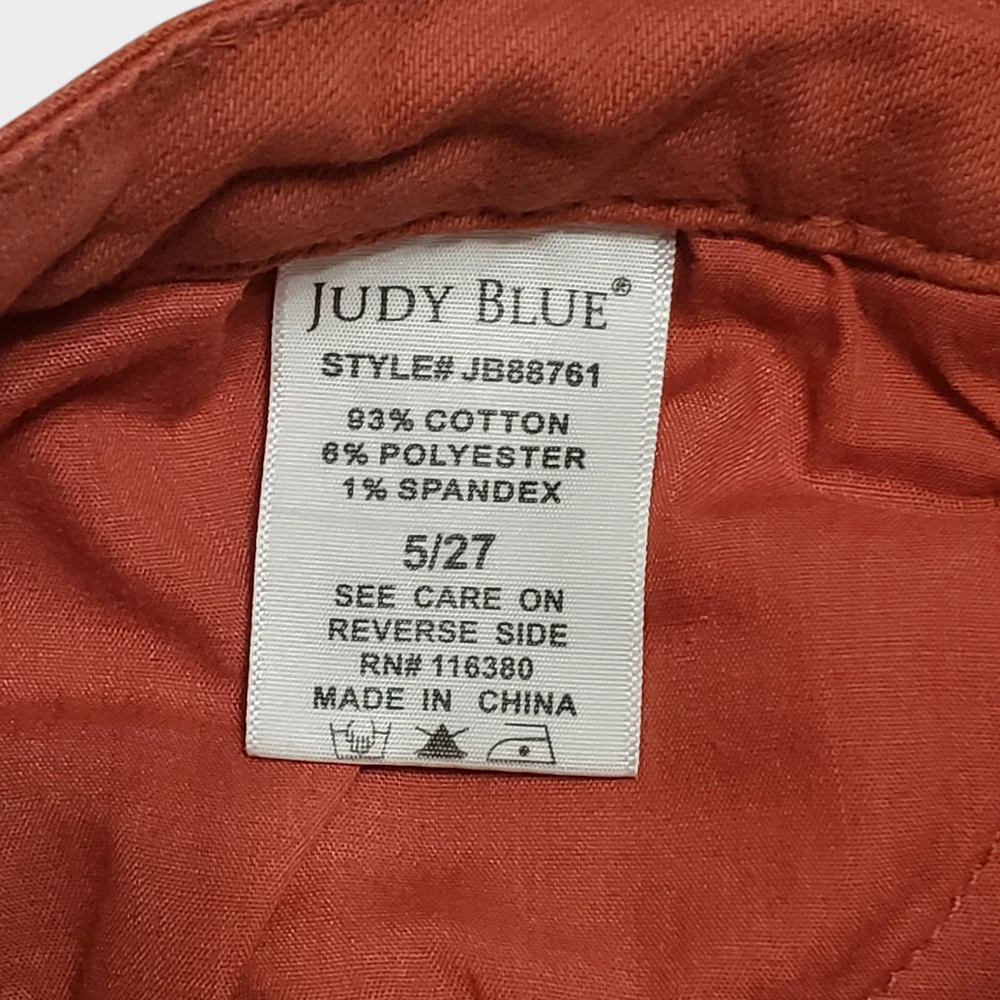 JUDY BLUE®
STYLE# JB88761
93% COTTON
6% POLYESTER
1% SPANDEX
5/27
SEE CARE ON
REVERSE SIDE
RN# 116380
MADE IN CHINA